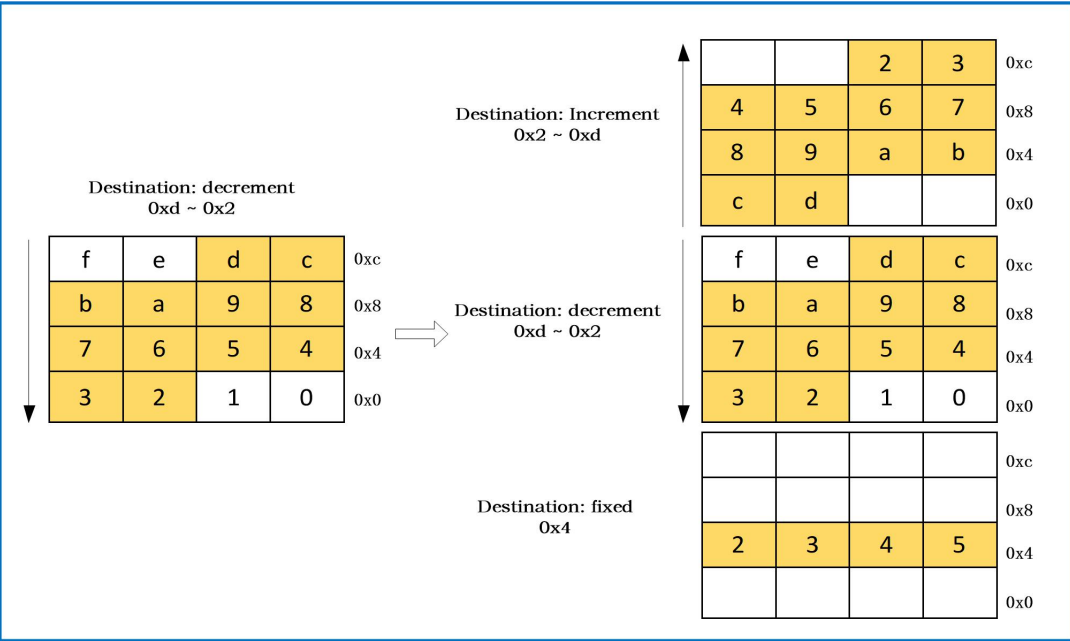 Destination: decrement
0xd ~ 0x2
f e d c 0xc
b a 9 8 0x8
7 6 5 4 0x4
3 2 1 0 0x0
Destination: Increment
0x2 ~ 0xd
2 3 0xc
4 5 6 7 0x8
8 9 a b 0x4
c d 0x0
Destination: decrement
0xd ~ 0x2
f e d c 0xc
b a 9 8 0x8
7 6 5 4 0x4
3 2 1 0 0x0
Destination: fixed
0x4
0xc
0x8
2 3 4 5 0x4
0x0